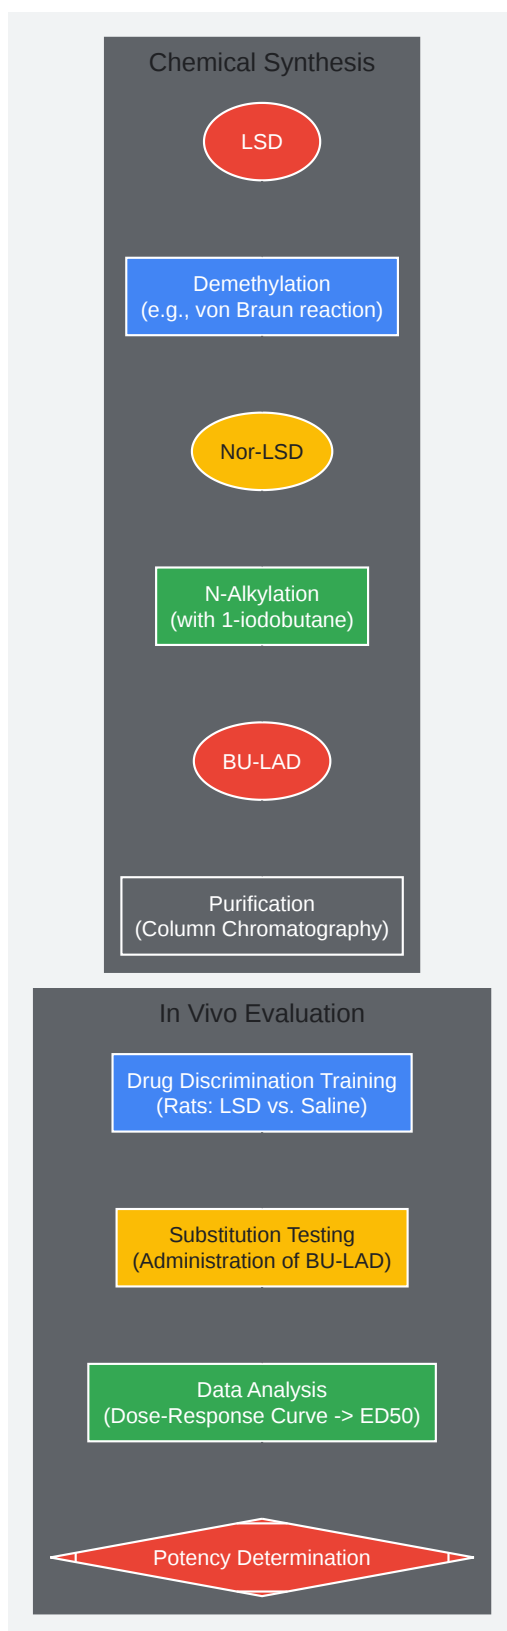 Chemical Synthesis
LSD
Demethylation
(e.g., von Braun reaction)
Nor-LSD
N-Alkylation
(with 1-iodobutane)
BU-LAD
Purification
(Column Chromatography)
In Vivo Evaluation
Drug Discrimination Training
(Rats: LSD vs. Saline)
Substitution Testing
(Administration of BU-LAD)
Data Analysis
(Dose-Response Curve -> ED50)
Potency Determination